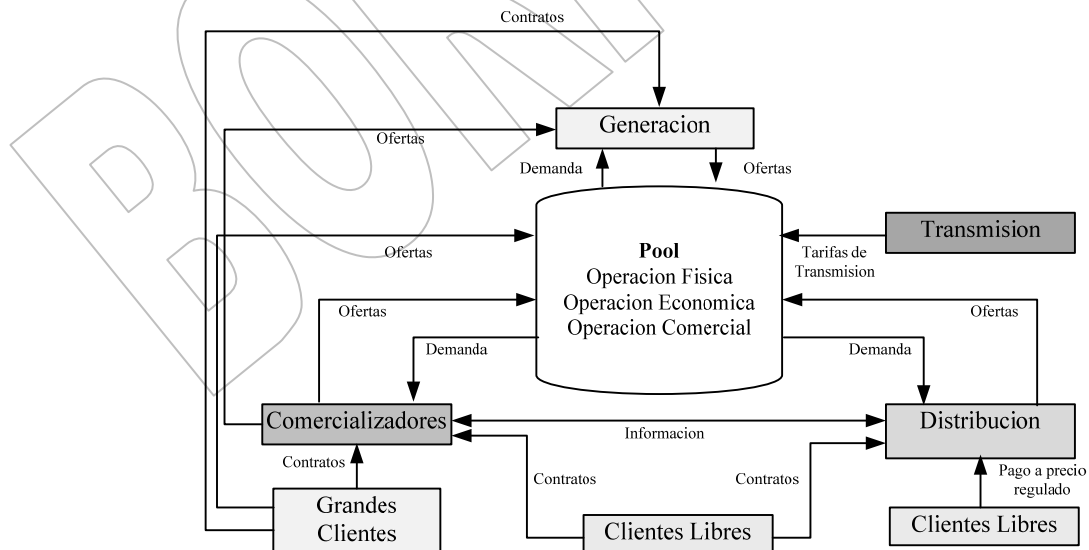 Contratos
Generacion
Ofertas
Demanda
Ofertas
Transmision
Pool
Operacion Fisica
Operacion Economica
Operacion Comercial
Ofertas
Tarifas de
Transmision
Ofertas
Ofertas
Demanda
Demanda
Comercializadores
Informacion
Distribucion
Contratos
Contratos
Contratos
Pago a precio
regulado
Grandes
Clientes
Clientes Libres
Clientes Libres